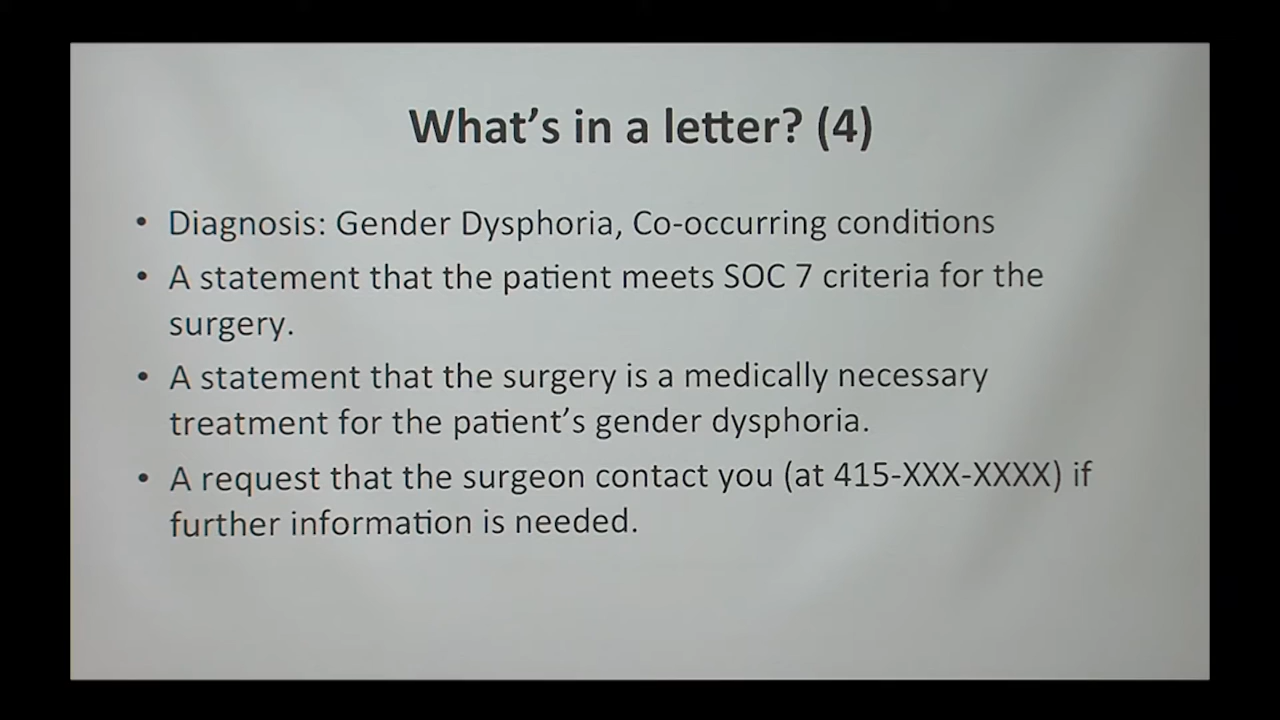 What's in a letter? (4)
• Diagnosis: Gender Dysphoria, Co-occurring conditions
• A statement that the patient meets SOC 7 criteria for the
surgery.
• A statement that the surgery is a medically necessary
treatment for the patient's gender dysphoria.
• A request that the surgeon contact you (at 415-XXX-XXXX) if
further information is needed.